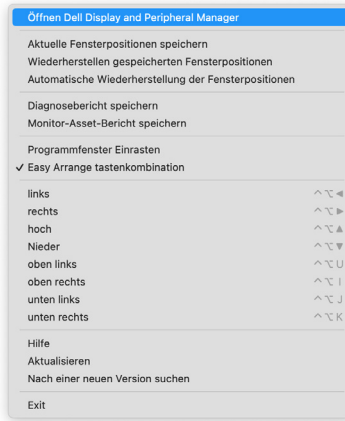 Öffnen Dell Display and Peripheral Manager
Aktuelle Fensterpositionen speichern
Wiederherstellen gespeicherten Fensterpositionen
Automatische Wiederherstellung der Fensterpositionen
Diagnosebericht speichern
Monitor-Asset-Bericht speichern
Programmfenster Einrasten
✓ Easy Arrange tastenkombination
links ^⌥◀
rechts ^⌥▶
hoch ^⌥▲
Nieder ^⌥▼
oben links ^⌥U
oben rechts ^⌥I
unten links ^⌥J
unten rechts ^⌥K
Hilfe
Aktualisieren
Nach einer neuen Version suchen
Exit